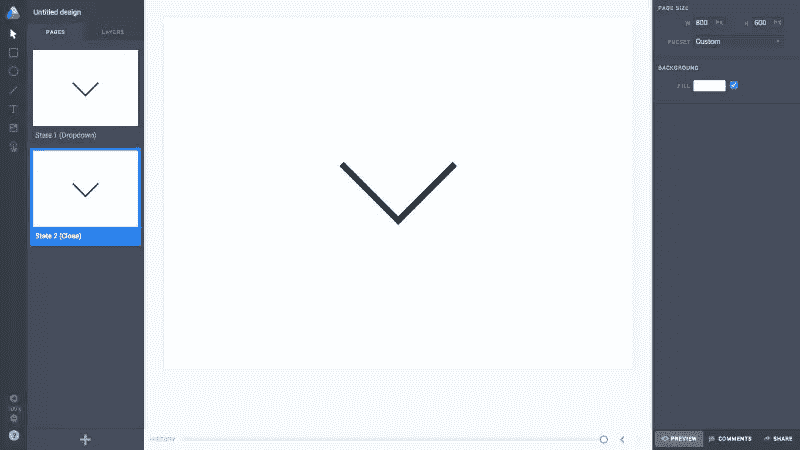 Untitled design
PAGES
LAYERS
State 1 (Dropdown)
State 2 (Close)
100%
?
HISTORY
PAGE SIZE
W 800 PX
H 600 PX
PRESET Custom
BACKGROUND
FILL
PREVIEW
COMMENTS
SHARE